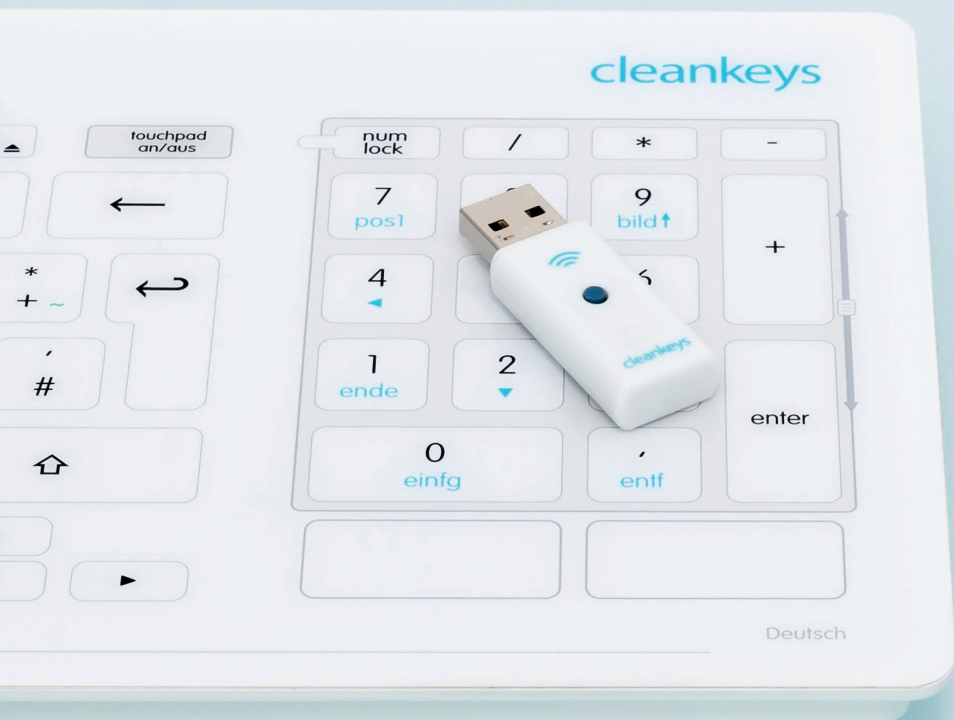 cleankeys
touchpad
an/aus
num
lock
/
*
-
7
pos1
9
bild↑
+
4
*
+ ~
cleankeys
1
ende
2
enter
'
#
0
einfg
,
entf
Deutsch